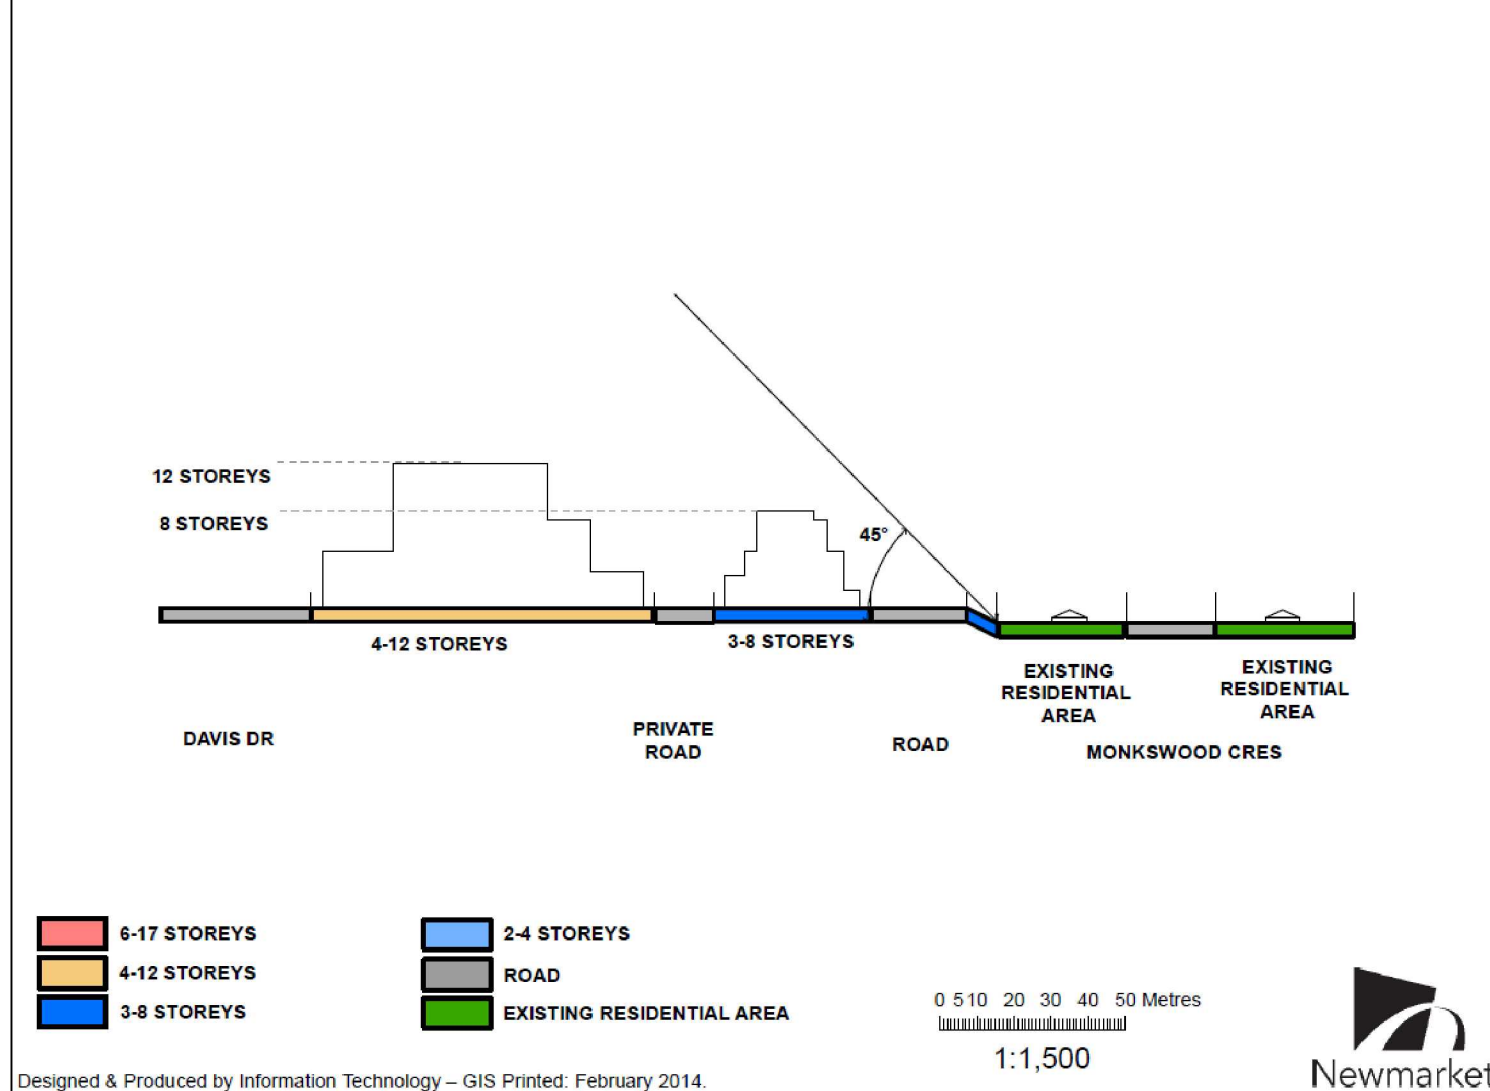 12 STOREYS
8 STOREYS
45°
4-12 STOREYS
3-8 STOREYS
EXISTING
RESIDENTIAL
AREA
EXISTING
RESIDENTIAL
AREA
DAVIS DR
PRIVATE
ROAD
ROAD
MONKSWOOD CRES
6-17 STOREYS
4-12 STOREYS
3-8 STOREYS
2-4 STOREYS
ROAD
EXISTING RESIDENTIAL AREA
0 5 10 20 30 40 50 Metres
1:1,500
Newmarket
Designed & Produced by Information Technology – GIS Printed: February 2014.